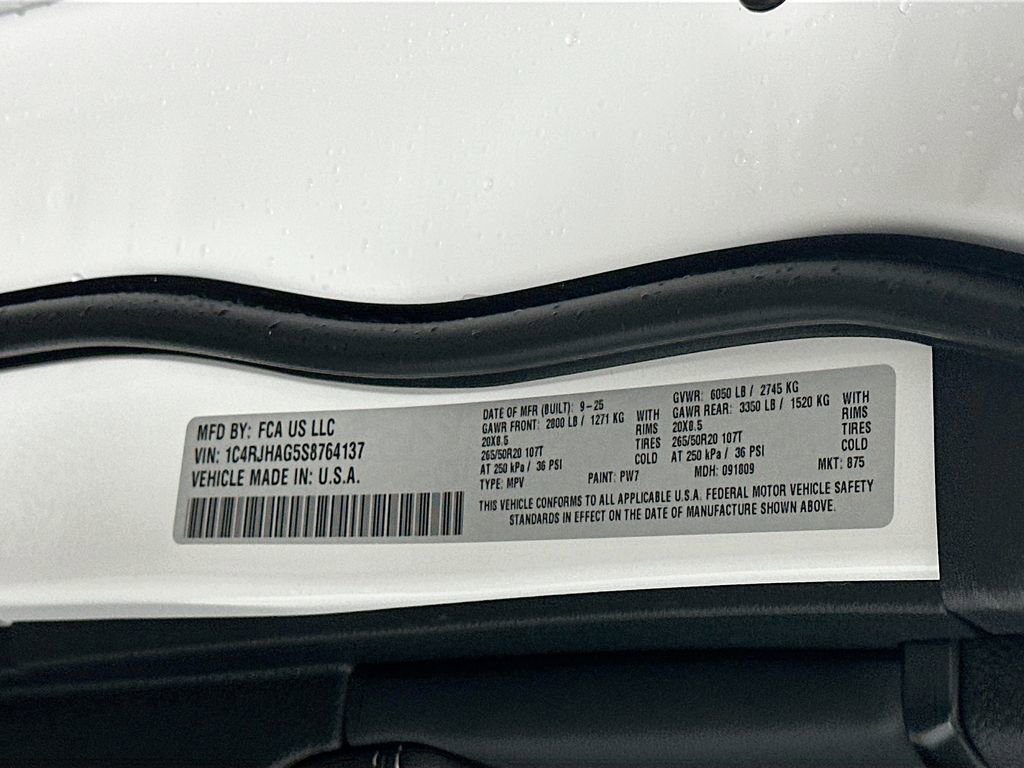 MFD BY: FCA US LLC
VIN: 1C4RJHAG5S8764137
VEHICLE MADE IN: U.S.A.
DATE OF MFR (BUILT): 9-25
GAWR FRONT: 2800 LB / 1271 KG WITH
20X8.5 RIMS
265/50R20 107T TIRES
AT 250 kPa / 36 PSI COLD
TYPE: MPV PAINT: PW7
GVWR: 6050 LB / 2745 KG
GAWR REAR: 3350 LB / 1520 KG WITH
20X8.5 RIMS
265/50R20 107T TIRES
AT 250 kPa / 36 PSI COLD
MDH: 091809 MKT: 875
THIS VEHICLE CONFORMS TO ALL APPLICABLE U.S.A. FEDERAL MOTOR VEHICLE SAFETY
STANDARDS IN EFFECT ON THE DATE OF MANUFACTURE SHOWN ABOVE.